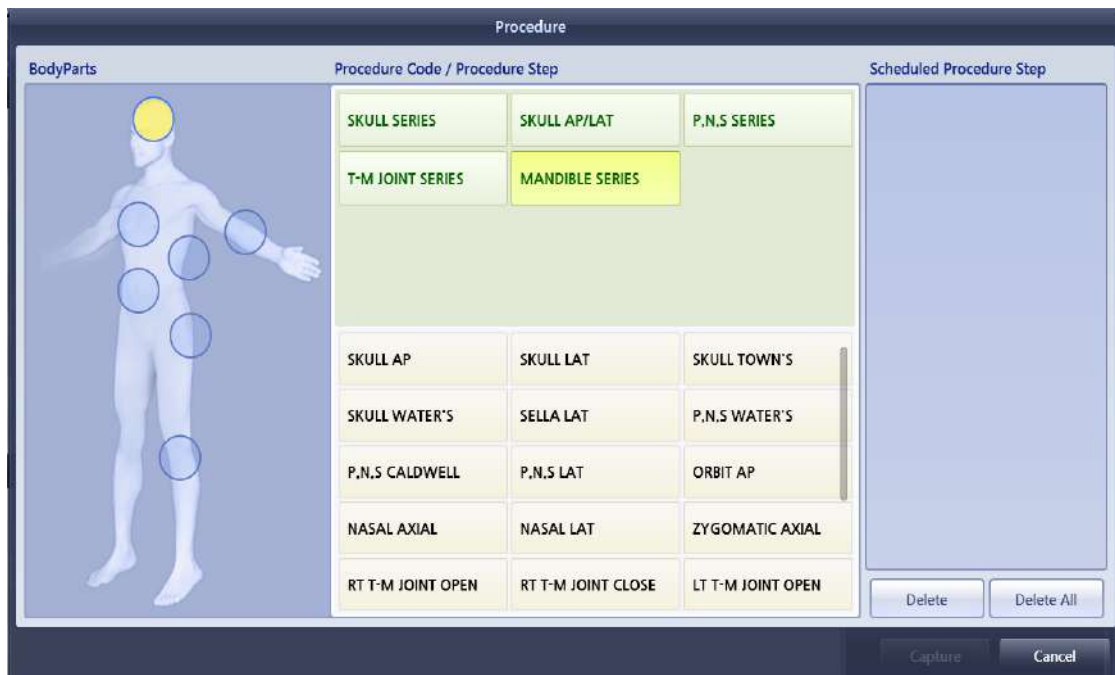 Procedure
BodyParts
Procedure Code / Procedure Step
Scheduled Procedure Step
SKULL SERIES
SKULL AP/LAT
P.N.S SERIES
T-M JOINT SERIES
MANDIBLE SERIES
SKULL AP
SKULL LAT
SKULL TOWN'S
SKULL WATER'S
SELLA LAT
P.N.S WATER'S
P.N.S CALDWELL
P.N.S LAT
ORBIT AP
NASAL AXIAL
NASAL LAT
ZYGOMATIC AXIAL
RT T-M JOINT OPEN
RT T-M JOINT CLOSE
LT T-M JOINT OPEN
Delete
Delete All
Capture
Cancel